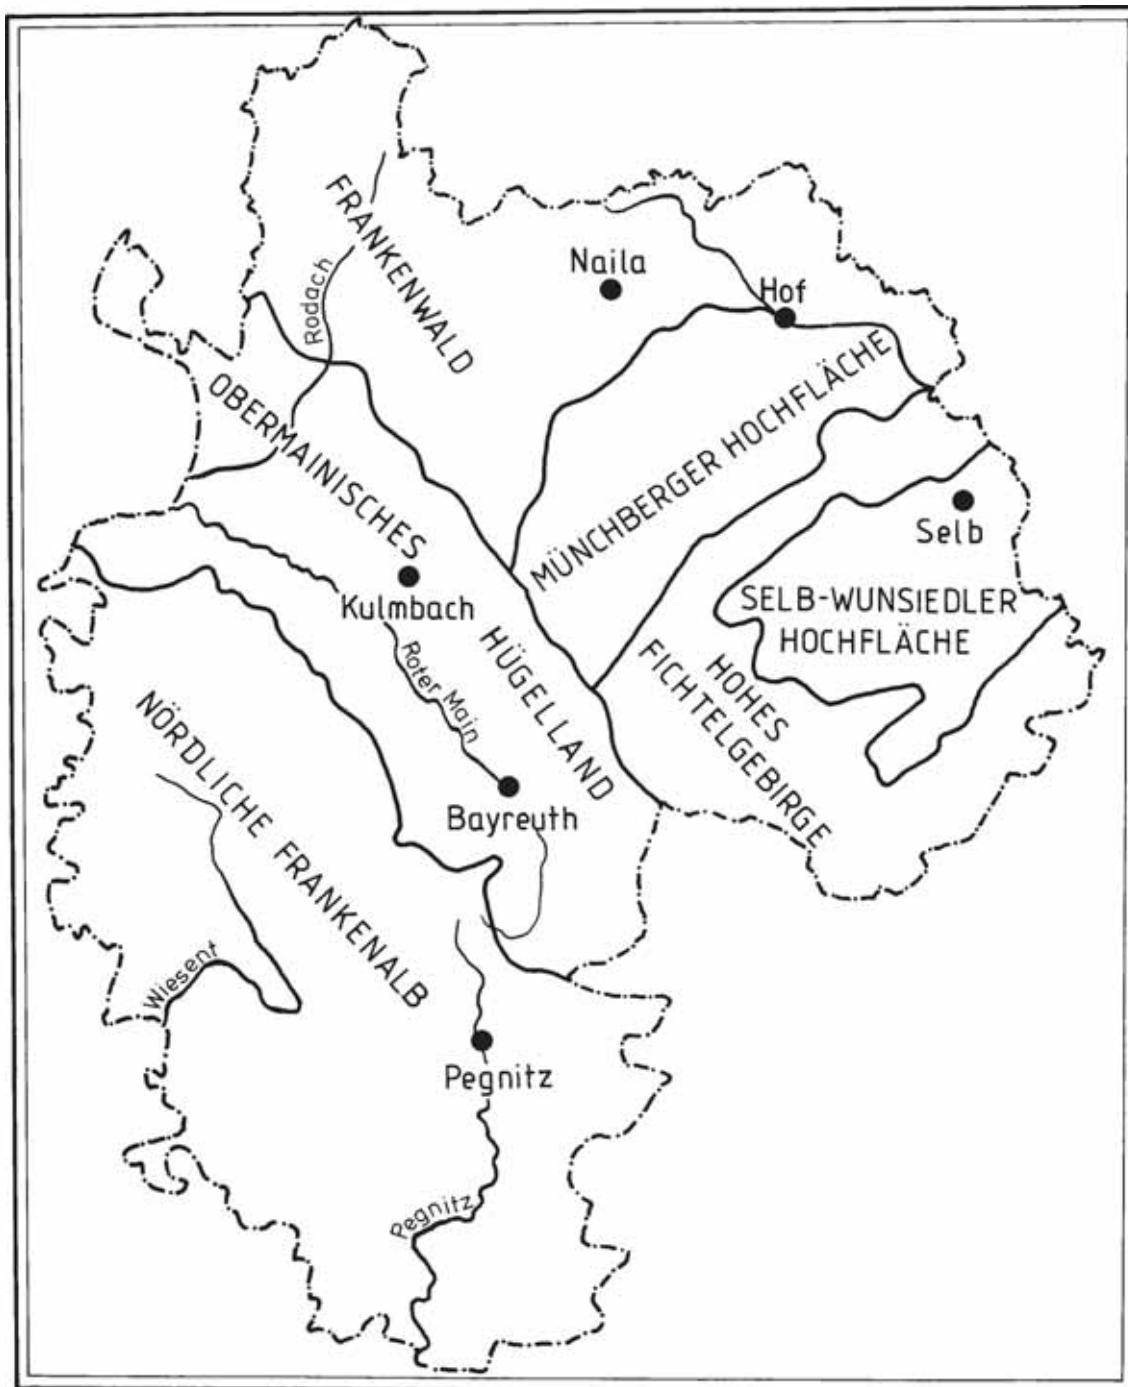 FRANKENWALD
Rodach
Naila
Hof
OBERMAINISCHES
HÜGELLAND
MÜNCHBERGER HOCHFLÄCHE
Selb
SELB-WUNSIEDLER
HOCHFLÄCHE
Kulmbach
HOHES
FICHTELGEBIRGE
Roter Main
NÖRDLICHE FRANKENALB
Bayreuth
Wiesent
Pegnitz
Pegnitz